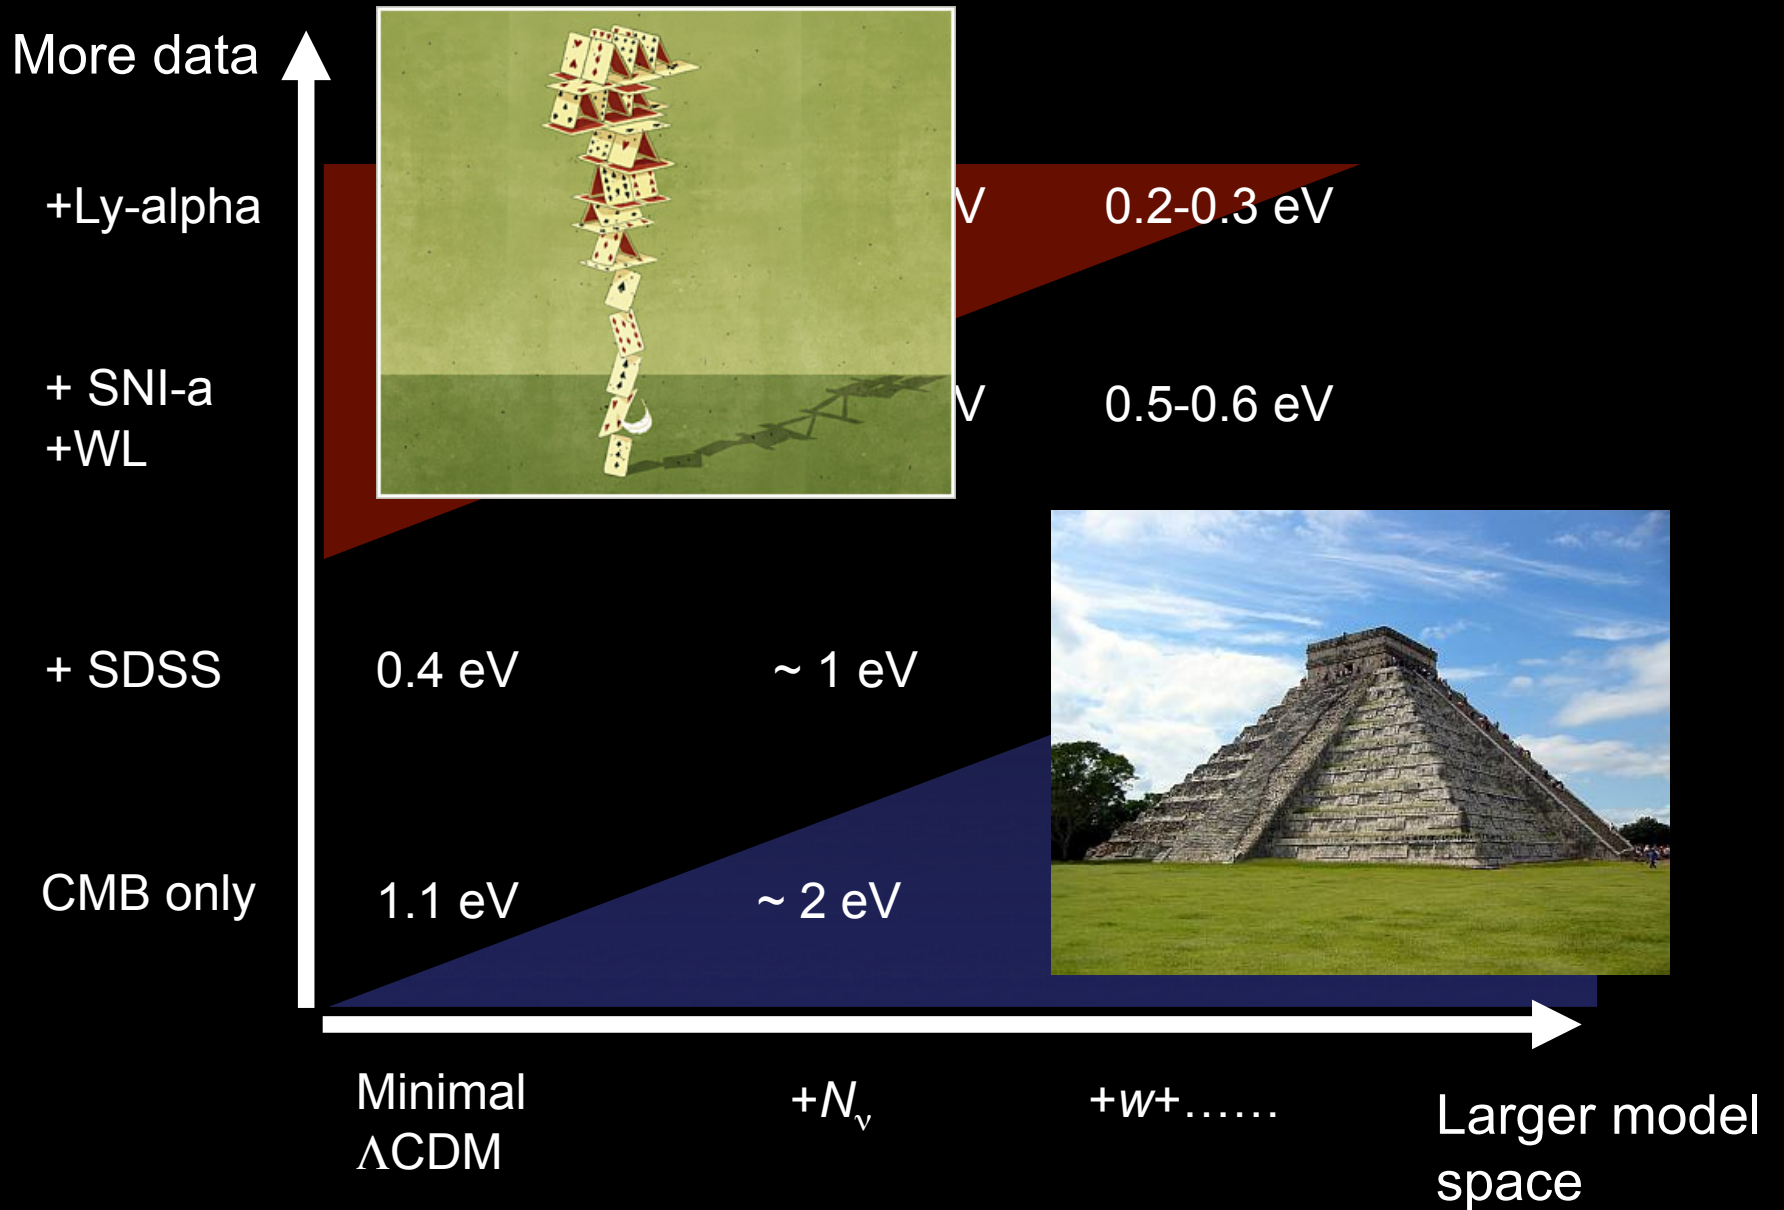 More data
+Ly-alpha
V
0.2-0.3 eV
+ SNI-a
+WL
V
0.5-0.6 eV
+ SDSS
0.4 eV
~ 1 eV
CMB only
1.1 eV
~ 2 eV
Minimal
ΛCDM
+Nν
+w+......
Larger model
space